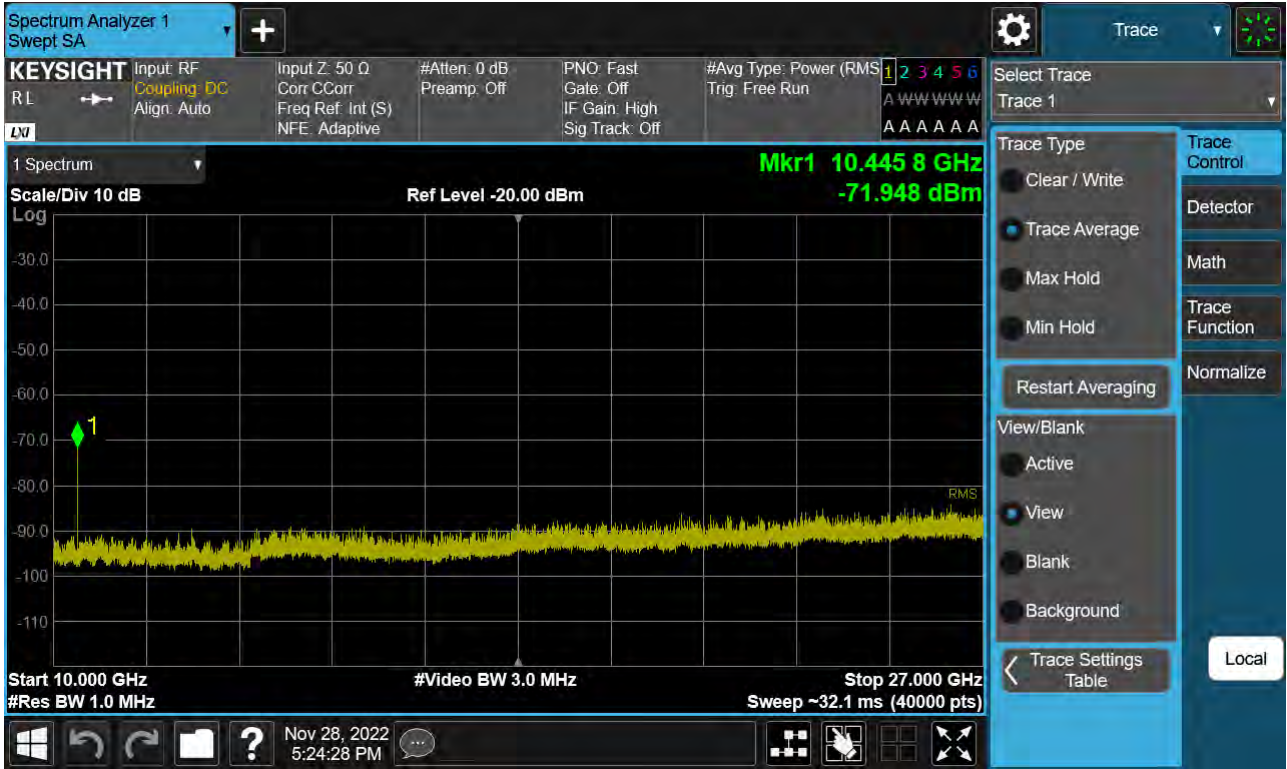 Spectrum Analyzer 1
Swept SA
Trace
KEYSIGHT
R L
LXI
Input: RF
Coupling: DC
Align: Auto
Input Z: 50 Ω
Corr CCorr
Freq Ref: Int (S)
NFE: Adaptive
#Atten: 0 dB
Preamp: Off
PNO: Fast
Gate: Off
IF Gain: High
Sig Track: Off
#Avg Type: Power (RMS
Trig: Free Run
1 2 3 4 5 6
A W W W W W
A A A A A A
Select Trace
Trace 1
1 Spectrum
Scale/Div 10 dB
Ref Level -20.00 dBm
Mkr1 10.445 8 GHz
-71.948 dBm
Log
-30.0
-40.0
-50.0
-60.0
-70.0
-80.0
-90.0
-100
-110
1
RMS
Start 10.000 GHz
#Res BW 1.0 MHz
#Video BW 3.0 MHz
Stop 27.000 GHz
Sweep ~32.1 ms (40000 pts)
Trace Type
Clear / Write
Trace Average
Max Hold
Min Hold
Restart Averaging
View/Blank
Active
View
Blank
Background
Trace Settings
Table
Trace
Control
Detector
Math
Trace
Function
Normalize
Local
?
Nov 28, 2022
5:24:28 PM